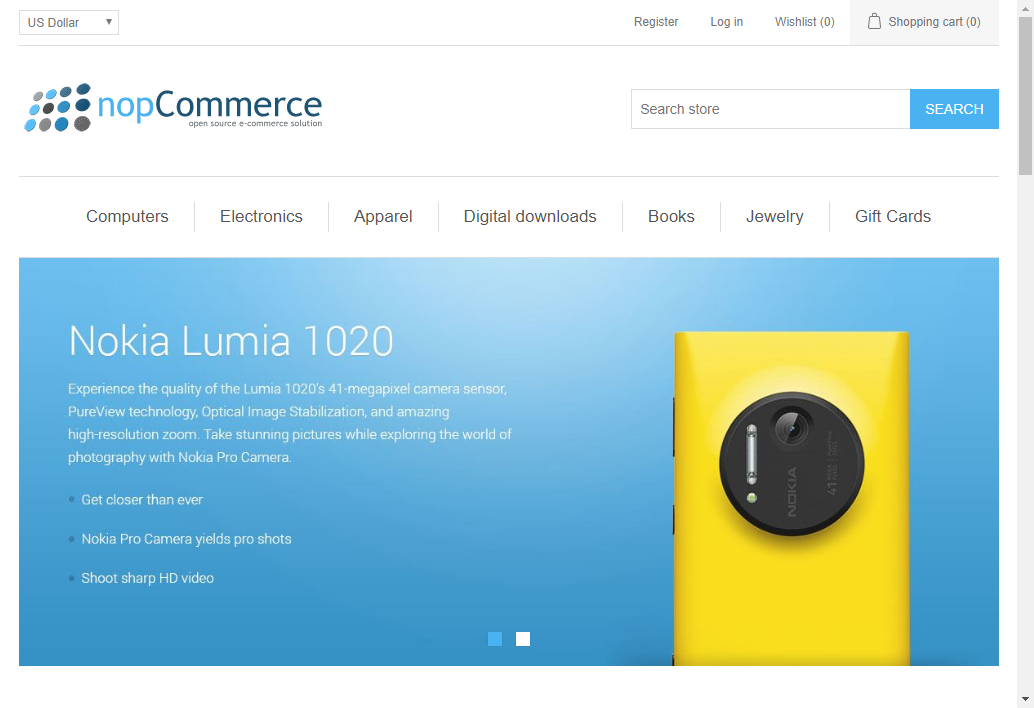 US Dollar
Register
Log in
Wishlist (0)
Shopping cart (0)
nopCommerce
open source e-commerce solution
Search store
SEARCH
Computers
Electronics
Apparel
Digital downloads
Books
Jewelry
Gift Cards
Nokia Lumia 1020
Experience the quality of the Lumia 1020's 41-megapixel camera sensor,
PureView technology, Optical Image Stabilization, and amazing
high-resolution zoom. Take stunning pictures while exploring the world of
photography with Nokia Pro Camera.
Get closer than ever
Nokia Pro Camera yields pro shots
Shoot sharp HD video
NOKIA
41